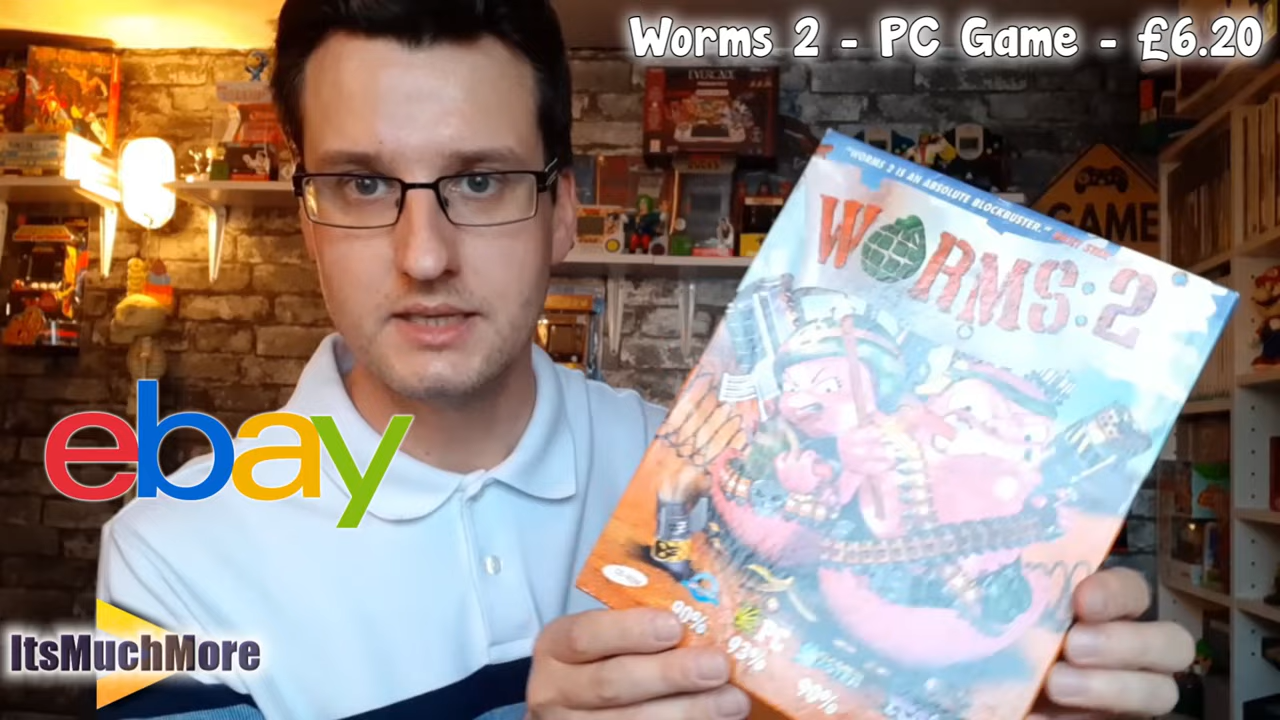 Worms 2 - PC Game - £6.20
EVERCADE
"WORMS 2 IS AN ABSOLUTE BLOCKBUSTER."
WORMS:2
GAME
ebay
90%
PC
93%
90%
ItsMuchMore